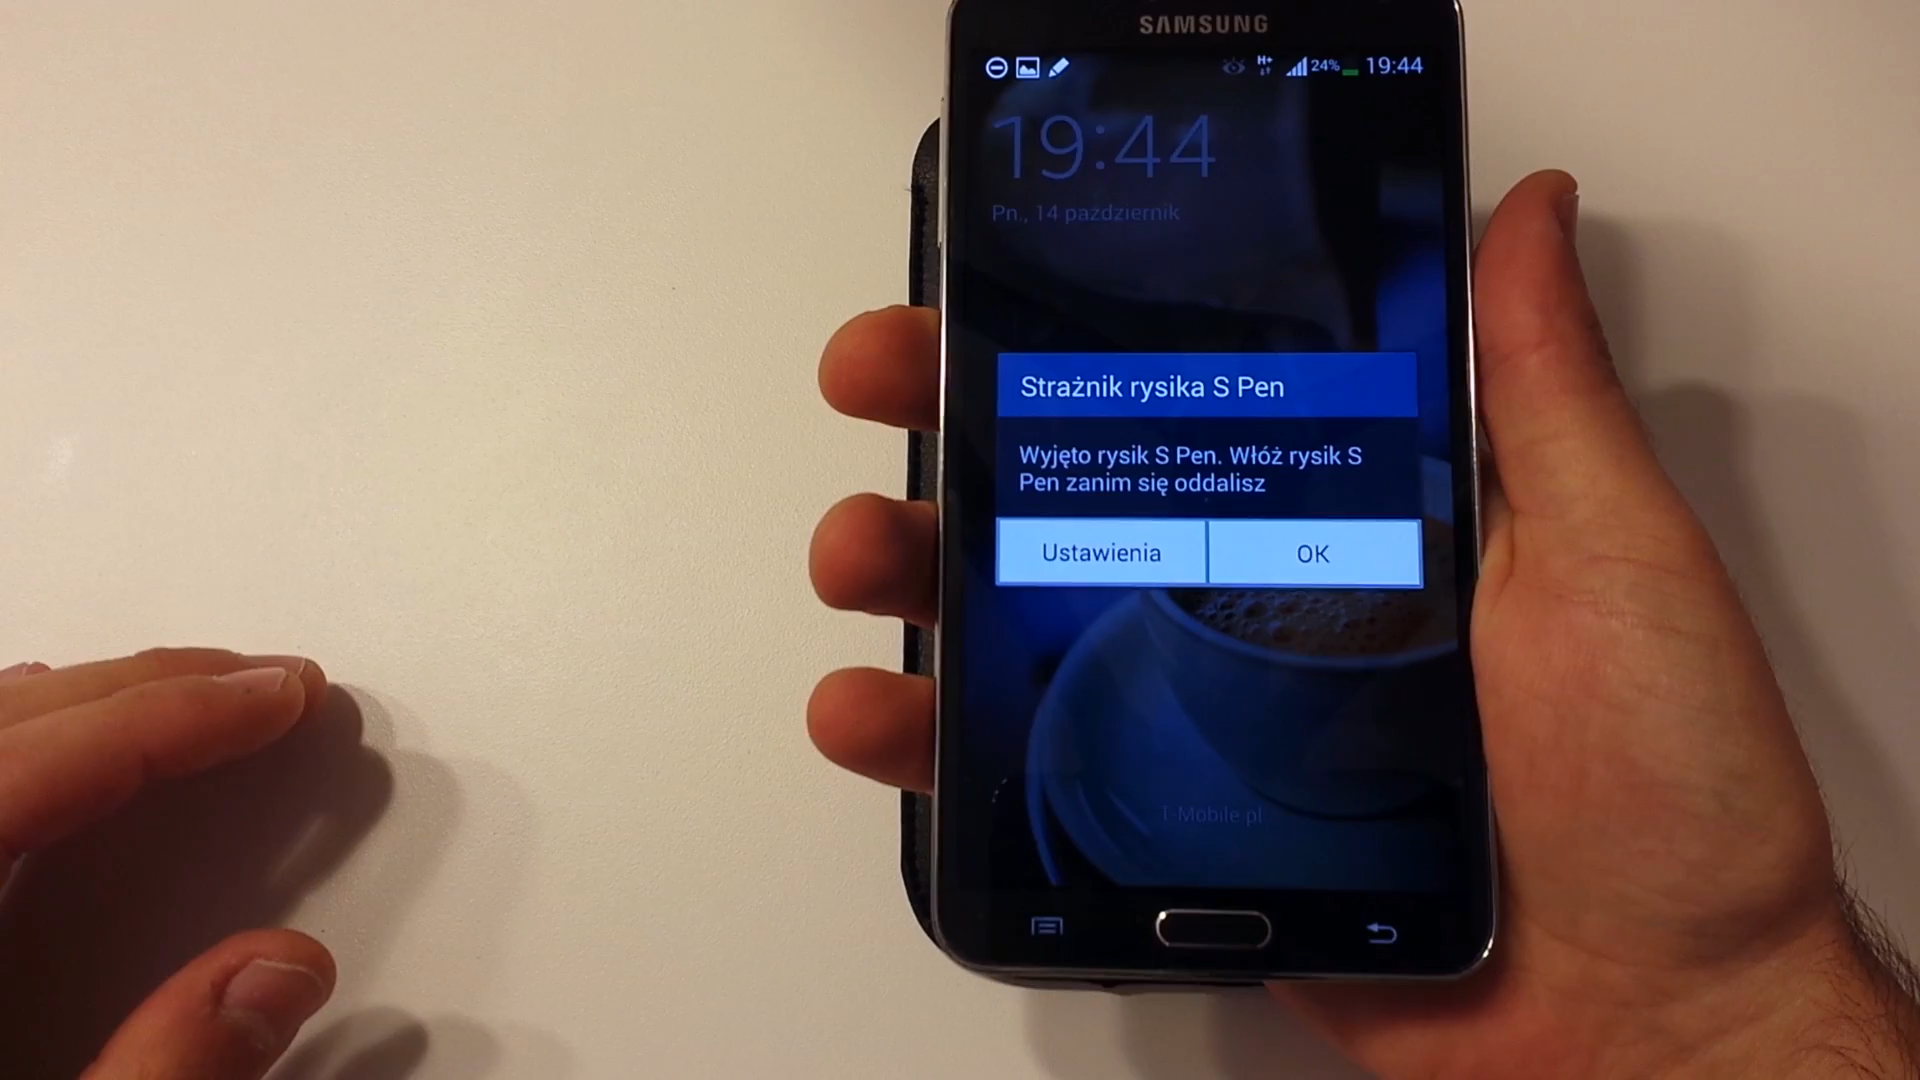 SAMSUNG
H+ 24% 19:44
19:44
Pn., 14 październik
Strażnik rysika S Pen
Wyjęto rysik S Pen. Włóż rysik S
Pen zanim się oddalisz
Ustawienia OK
T-Mobile.pl